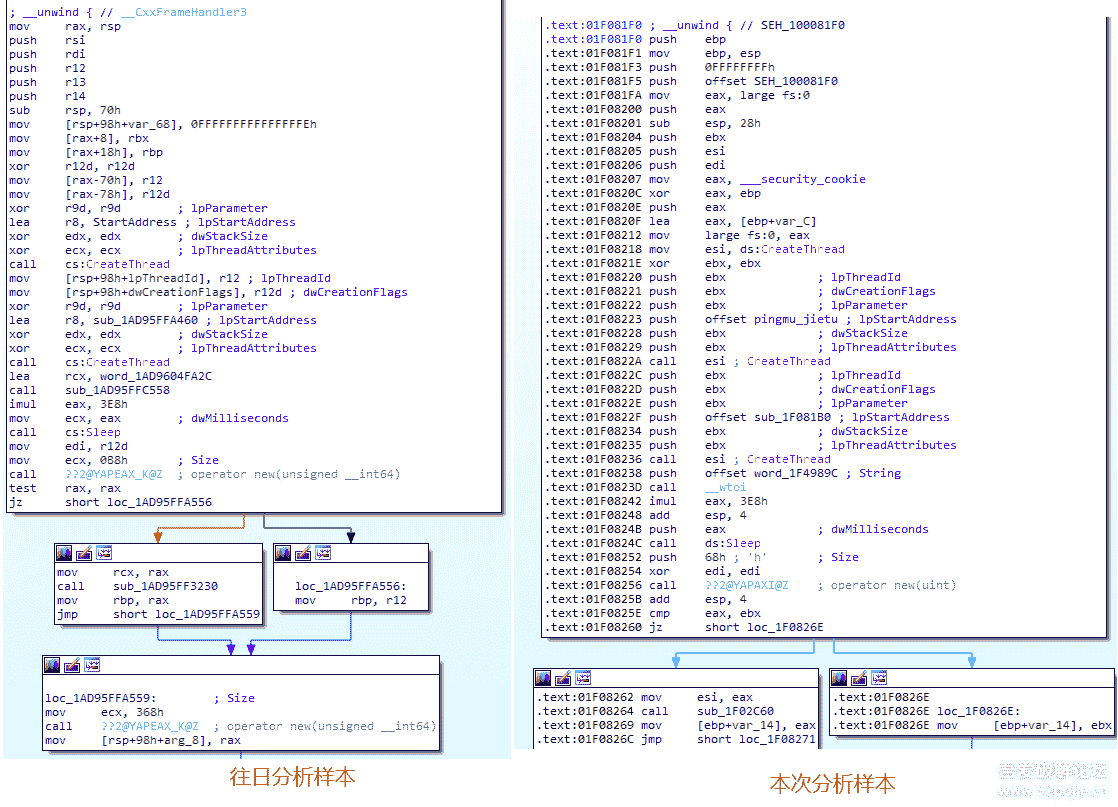 ; __unwind { // __CxxFrameHandler3
mov rax, rsp
push rsi
push rdi
push r12
push r13
push r14
sub rsp, 70h
mov [rsp+98h+var_68], 0FFFFFFFFFFFFFFFEh
mov [rax+8], rbx
mov [rax+18h], rbp
xor r12d, r12d
mov [rax-70h], r12
mov [rax-78h], r12d
xor r9d, r9d ; lpParameter
lea r8, StartAddress ; lpStartAddress
xor edx, edx ; dwStackSize
xor ecx, ecx ; lpThreadAttributes
call cs:CreateThread
mov [rsp+98h+lpThreadId], r12 ; lpThreadId
mov [rsp+98h+dwCreationFlags], r12d ; dwCreationFlags
xor r9d, r9d ; lpParameter
lea r8, sub_1AD95FFA460 ; lpStartAddress
xor edx, edx ; dwStackSize
xor ecx, ecx ; lpThreadAttributes
call cs:CreateThread
lea rcx, word_1AD9604FA2C
call sub_1AD95FFC558
imul eax, 3E8h
mov ecx, eax ; dwMilliseconds
call cs:Sleep
mov edi, r12d
mov ecx, 0B8h ; Size
call ??2@YAPEAX_K@Z ; operator new(unsigned __int64)
test rax, rax
jz short loc_1AD95FFA556
mov rcx, rax
call sub_1AD95FF3230
mov rbp, rax
jmp short loc_1AD95FFA559
loc_1AD95FFA556:
mov rbp, r12
loc_1AD95FFA559: ; Size
mov ecx, 368h
call ??2@YAPEAX_K@Z ; operator new(unsigned __int64)
mov [rsp+98h+arg_8], rax
往日分析样本
.text:01F081F0 ; __unwind { // SEH_100081F0
.text:01F081F0 push ebp
.text:01F081F1 mov ebp, esp
.text:01F081F3 push 0FFFFFFFFh
.text:01F081F5 push offset SEH_100081F0
.text:01F081FA mov eax, large fs:0
.text:01F08200 push eax
.text:01F08201 sub esp, 28h
.text:01F08204 push ebx
.text:01F08205 push esi
.text:01F08206 push edi
.text:01F08207 mov eax, ___security_cookie
.text:01F0820C xor eax, ebp
.text:01F0820E push eax
.text:01F0820F lea eax, [ebp+var_C]
.text:01F08212 mov large fs:0, eax
.text:01F08218 mov esi, ds:CreateThread
.text:01F0821E xor ebx, ebx
.text:01F08220 push ebx ; lpThreadId
.text:01F08221 push ebx ; dwCreationFlags
.text:01F08222 push ebx ; lpParameter
.text:01F08223 push offset pingmu_jietu ; lpStartAddress
.text:01F08228 push ebx ; dwStackSize
.text:01F08229 push ebx ; lpThreadAttributes
.text:01F0822A call esi ; CreateThread
.text:01F0822C push ebx ; lpThreadId
.text:01F0822D push ebx ; dwCreationFlags
.text:01F0822E push ebx ; lpParameter
.text:01F0822F push offset sub_1F081B0 ; lpStartAddress
.text:01F08234 push ebx ; dwStackSize
.text:01F08235 push ebx ; lpThreadAttributes
.text:01F08236 call esi ; CreateThread
.text:01F08238 push offset word_1F4989C ; String
.text:01F0823D call __wtoi
.text:01F08242 imul eax, 3E8h
.text:01F08248 add esp, 4
.text:01F0824B push eax ; dwMilliseconds
.text:01F0824C call ds:Sleep
.text:01F08252 push 68h ; 'h' ; Size
.text:01F08254 xor edi, edi
.text:01F08256 call ??2@YAPAXI@Z ; operator new(uint)
.text:01F0825B add esp, 4
.text:01F0825E cmp eax, ebx
.text:01F08260 jz short loc_1F0826E
.text:01F08262 mov esi, eax
.text:01F08264 call sub_1F02C60
.text:01F08269 mov [ebp+var_14], eax
.text:01F0826C jmp short loc_1F08271
.text:01F0826E
.text:01F0826E loc_1F0826E:
.text:01F0826E mov [ebp+var_14], ebx
本次分析样本